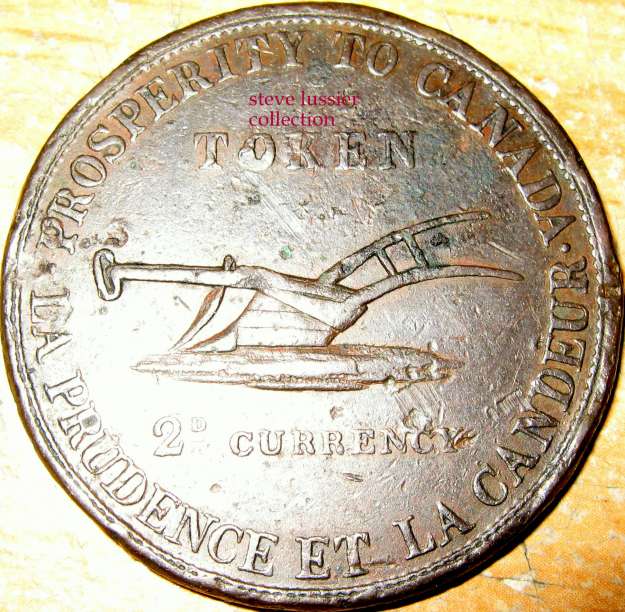 PROSPERITY TO CANADA.
steve lussier
collection
TOKEN
2D CURRENCY
LA PRUDENCE ET LA CANDEUR